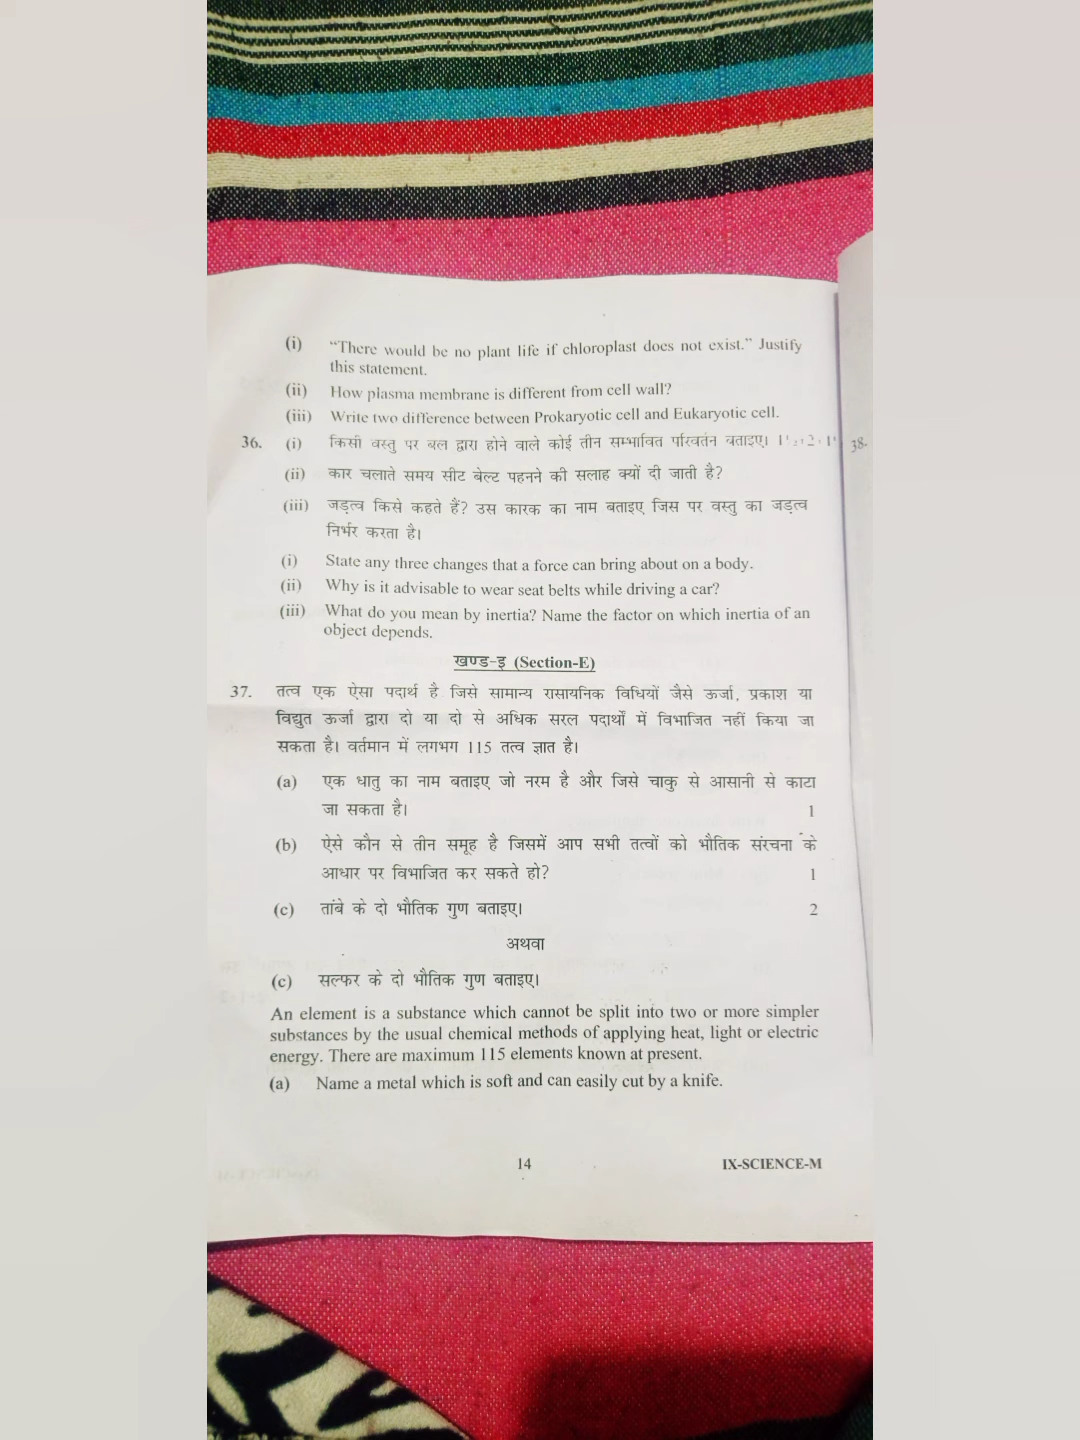 (i) “There would be no plant life if chloroplast does not exist.” Justify
this statement.
(ii) How plasma membrane is different from cell wall?
(iii) Write two difference between Prokaryotic cell and Eukaryotic cell.
36. (i) किसी वस्तु पर बल द्वारा होने वाले कोई तीन सम्भावित परिवर्तन बताइए।
38.
(ii) कार चलाते समय सीट बेल्ट पहनने की सलाह क्यों दी जाती है?
(iii) जड़त्व किसे कहते हैं? उस कारक का नाम बताइए जिस पर वस्तु का जड़त्व
निर्भर करता है।
(i) State any three changes that a force can bring about on a body.
(ii) Why is it advisable to wear seat belts while driving a car?
(iii) What do you mean by inertia? Name the factor on which inertia of an
object depends.
खण्ड-इ (Section-E)
37. तत्व एक ऐसा पदार्थ है जिसे सामान्य रासायनिक विधियों जैसे ऊर्जा, प्रकाश या
विद्युत ऊर्जा द्वारा दो या दो से अधिक सरल पदार्थों में विभाजित नहीं किया जा
सकता है। वर्तमान में लगभग 115 तत्व ज्ञात है।
(a) एक धातु का नाम बताइए जो नरम है और जिसे चाकु से आसानी से काटा
जा सकता है। 1
(b) ऐसे कौन से तीन समूह है जिसमें आप सभी तत्वों को भौतिक संरचना के
आधार पर विभाजित कर सकते हो? 1
(c) तांबे के दो भौतिक गुण बताइए। 2
अथवा
(c) सल्फर के दो भौतिक गुण बताइए।
An element is a substance which cannot be split into two or more simpler
substances by the usual chemical methods of applying heat, light or electric
energy. There are maximum 115 elements known at present.
(a) Name a metal which is soft and can easily cut by a knife.
14 IX-SCIENCE-M